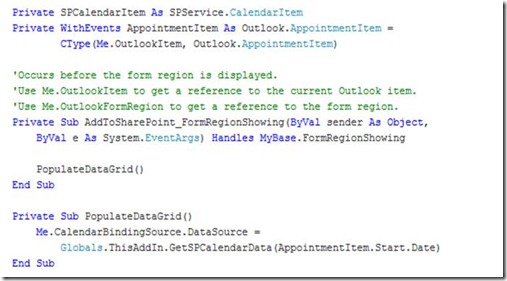 Private SPCalendarItem As SPService.CalendarItem
Private WithEvents AppointmentItem As Outlook.AppointmentItem =
CType(Me.OutlookItem, Outlook.AppointmentItem)
'Occurs before the form region is displayed.
'Use Me.OutlookItem to get a reference to the current Outlook item.
'Use Me.OutlookFormRegion to get a reference to the form region.
Private Sub AddToSharePoint_FormRegionShowing(ByVal sender As Object,
ByVal e As System.EventArgs) Handles MyBase.FormRegionShowing
PopulateDataGrid()
End Sub
Private Sub PopulateDataGrid()
Me.CalendarBindingSource.DataSource =
Globals.ThisAddIn.GetSPCalendarData(AppointmentItem.Start.Date)
End Sub